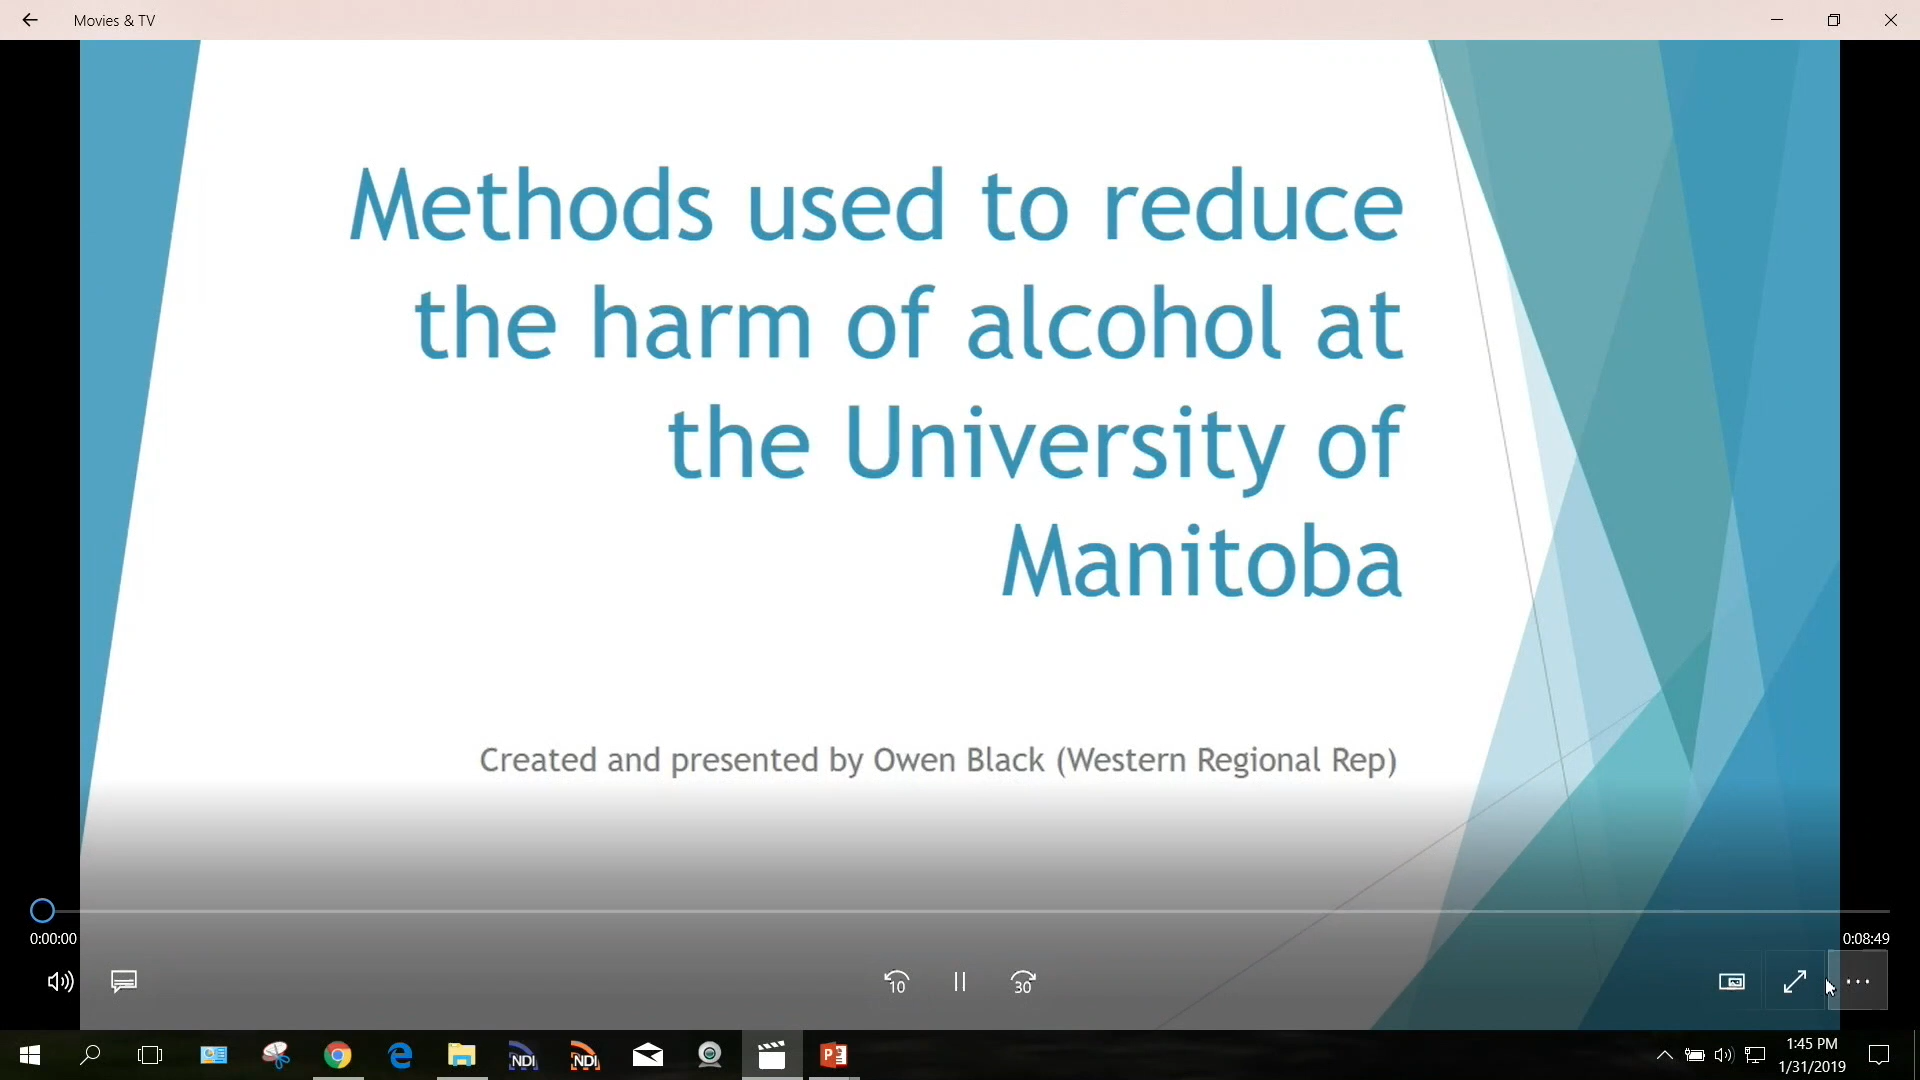 Movies & TV
Methods used to reduce
the harm of alcohol at
the University of
Manitoba
Created and presented by Owen Black (Western Regional Rep)
0:00:00
0:08:49
10
30
NDI
NDI
P
1:45 PM
1/31/2019